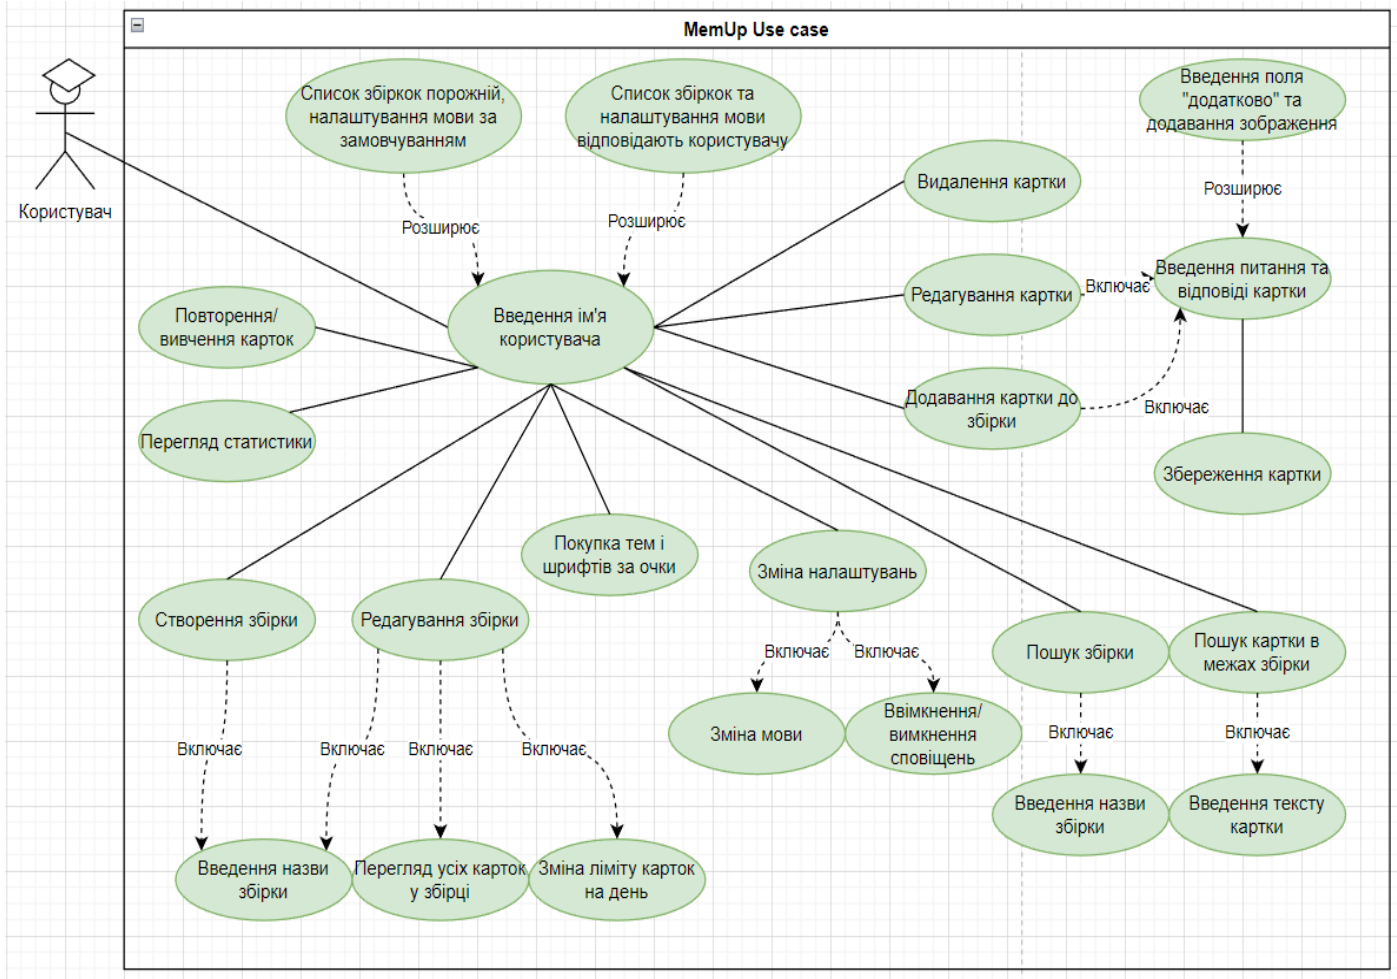 MemUp Use case
Користувач
Список збіркок порожній,
налаштування мови за
замовчуванням
Список збіркок та
налаштування мови
відповідають користувачу
Введення поля
"додатково" та
додавання зображення
Розширює
Розширює
Розширює
Видалення картки
Редагування картки
Включає
Введення питання та
відповіді картки
Введення ім'я
користувача
Повторення/
вивчення карток
Перегляд статистики
Додавання картки до
збірки
Включає
Збереження картки
Покупка тем і
шрифтів за очки
Зміна налаштувань
Створення збірки
Редагування збірки
Пошук збірки
Пошук картки в
межах збірки
Включає
Включає
Зміна мови
Ввімкнення/
вимкнення
сповіщень
Включає
Включає
Включає
Включає
Включає
Включає
Введення назви
збірки
Введення тексту
картки
Введення назви
збірки
Перегляд усіх карток
у збірці
Зміна ліміту карток
на день